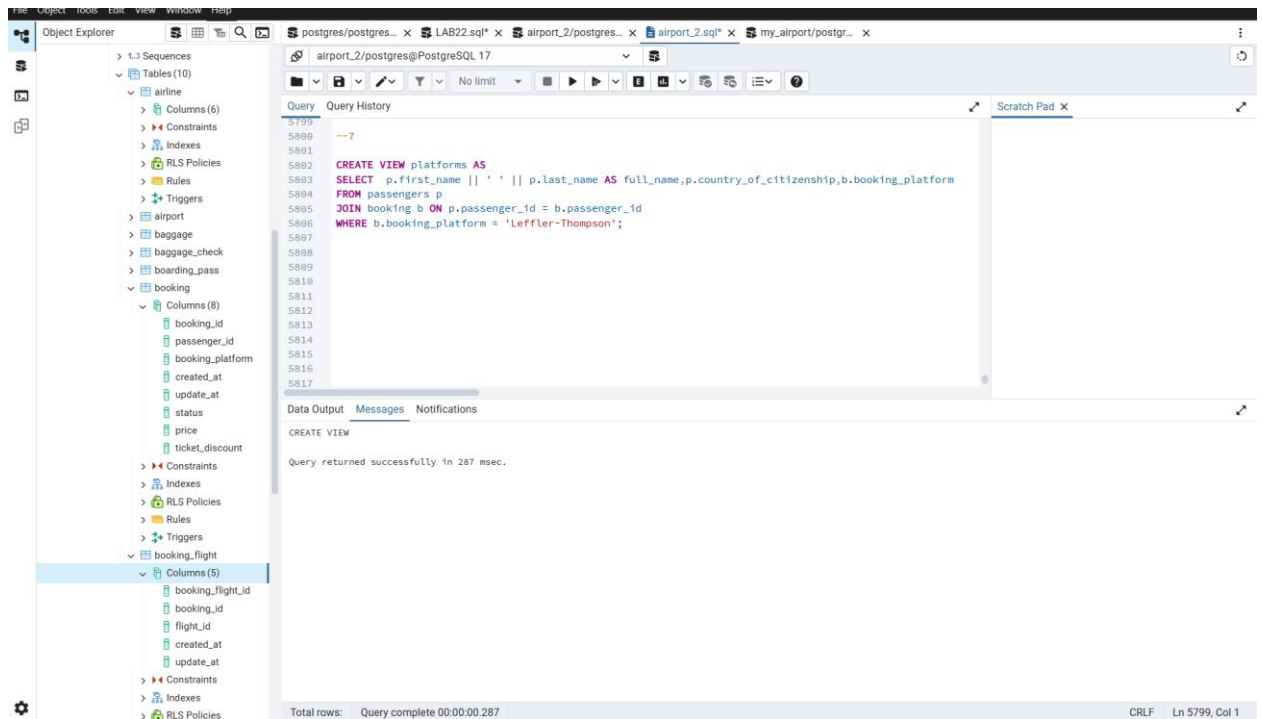 File Object Tools Edit View Window Help
Object Explorer
postgres/postgres... x LAB22.sql* x airport_2/postgres... x airport_2.sql* x my_airport/postgr... x
1..3 Sequences
Tables (10)
airline
Columns (6)
Constraints
Indexes
RLS Policies
Rules
Triggers
airport
baggage
baggage_check
boarding_pass
booking
Columns (8)
booking_id
passenger_id
booking_platform
created_at
update_at
status
price
ticket_discount
Constraints
Indexes
RLS Policies
Rules
Triggers
booking_flight
Columns (5)
booking_flight_id
booking_id
flight_id
created_at
update_at
Constraints
Indexes
RLS Policies
airport_2/postgres@PostgreSQL 17
No limit
Query Query History
Scratch Pad x
5799
5800 --7
5801
5802 CREATE VIEW platforms AS
5803 SELECT p.first_name || ' ' || p.last_name AS full_name,p.country_of_citizenship,b.booking_platform
5804 FROM passengers p
5805 JOIN booking b ON p.passenger_id = b.passenger_id
5806 WHERE b.booking_platform = 'Leffler-Thompson';
5807
5808
5809
5810
5811
5812
5813
5814
5815
5816
5817
Data Output Messages Notifications
CREATE VIEW
Query returned successfully in 287 msec.
Total rows: Query complete 00:00:00.287
CRLF Ln 5799, Col 1